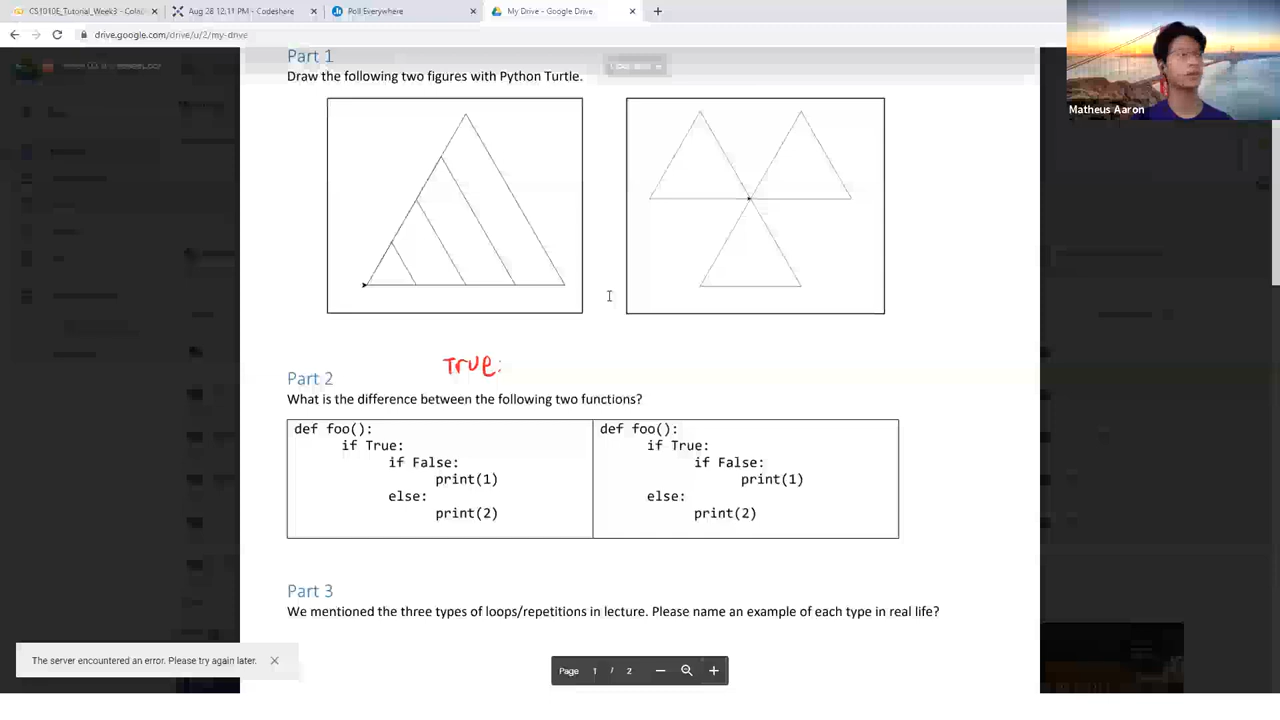 CS1010E_Tutorial_Week3 - Cola
Aug 28 12:11 PM - Codeshare
Poll Everywhere
My Drive - Google Drive
drive.google.com/drive/u/2/my-drive
Matheus Aaron
Part 1
Draw the following two figures with Python Turtle.
True:
Part 2
What is the difference between the following two functions?
def foo():
if True:
if False:
print(1)
else:
print(2)
def foo():
if True:
if False:
print(1)
else:
print(2)
Part 3
We mentioned the three types of loops/repetitions in lecture. Please name an example of each type in real life?
The server encountered an error. Please try again later.
Page 1 / 2